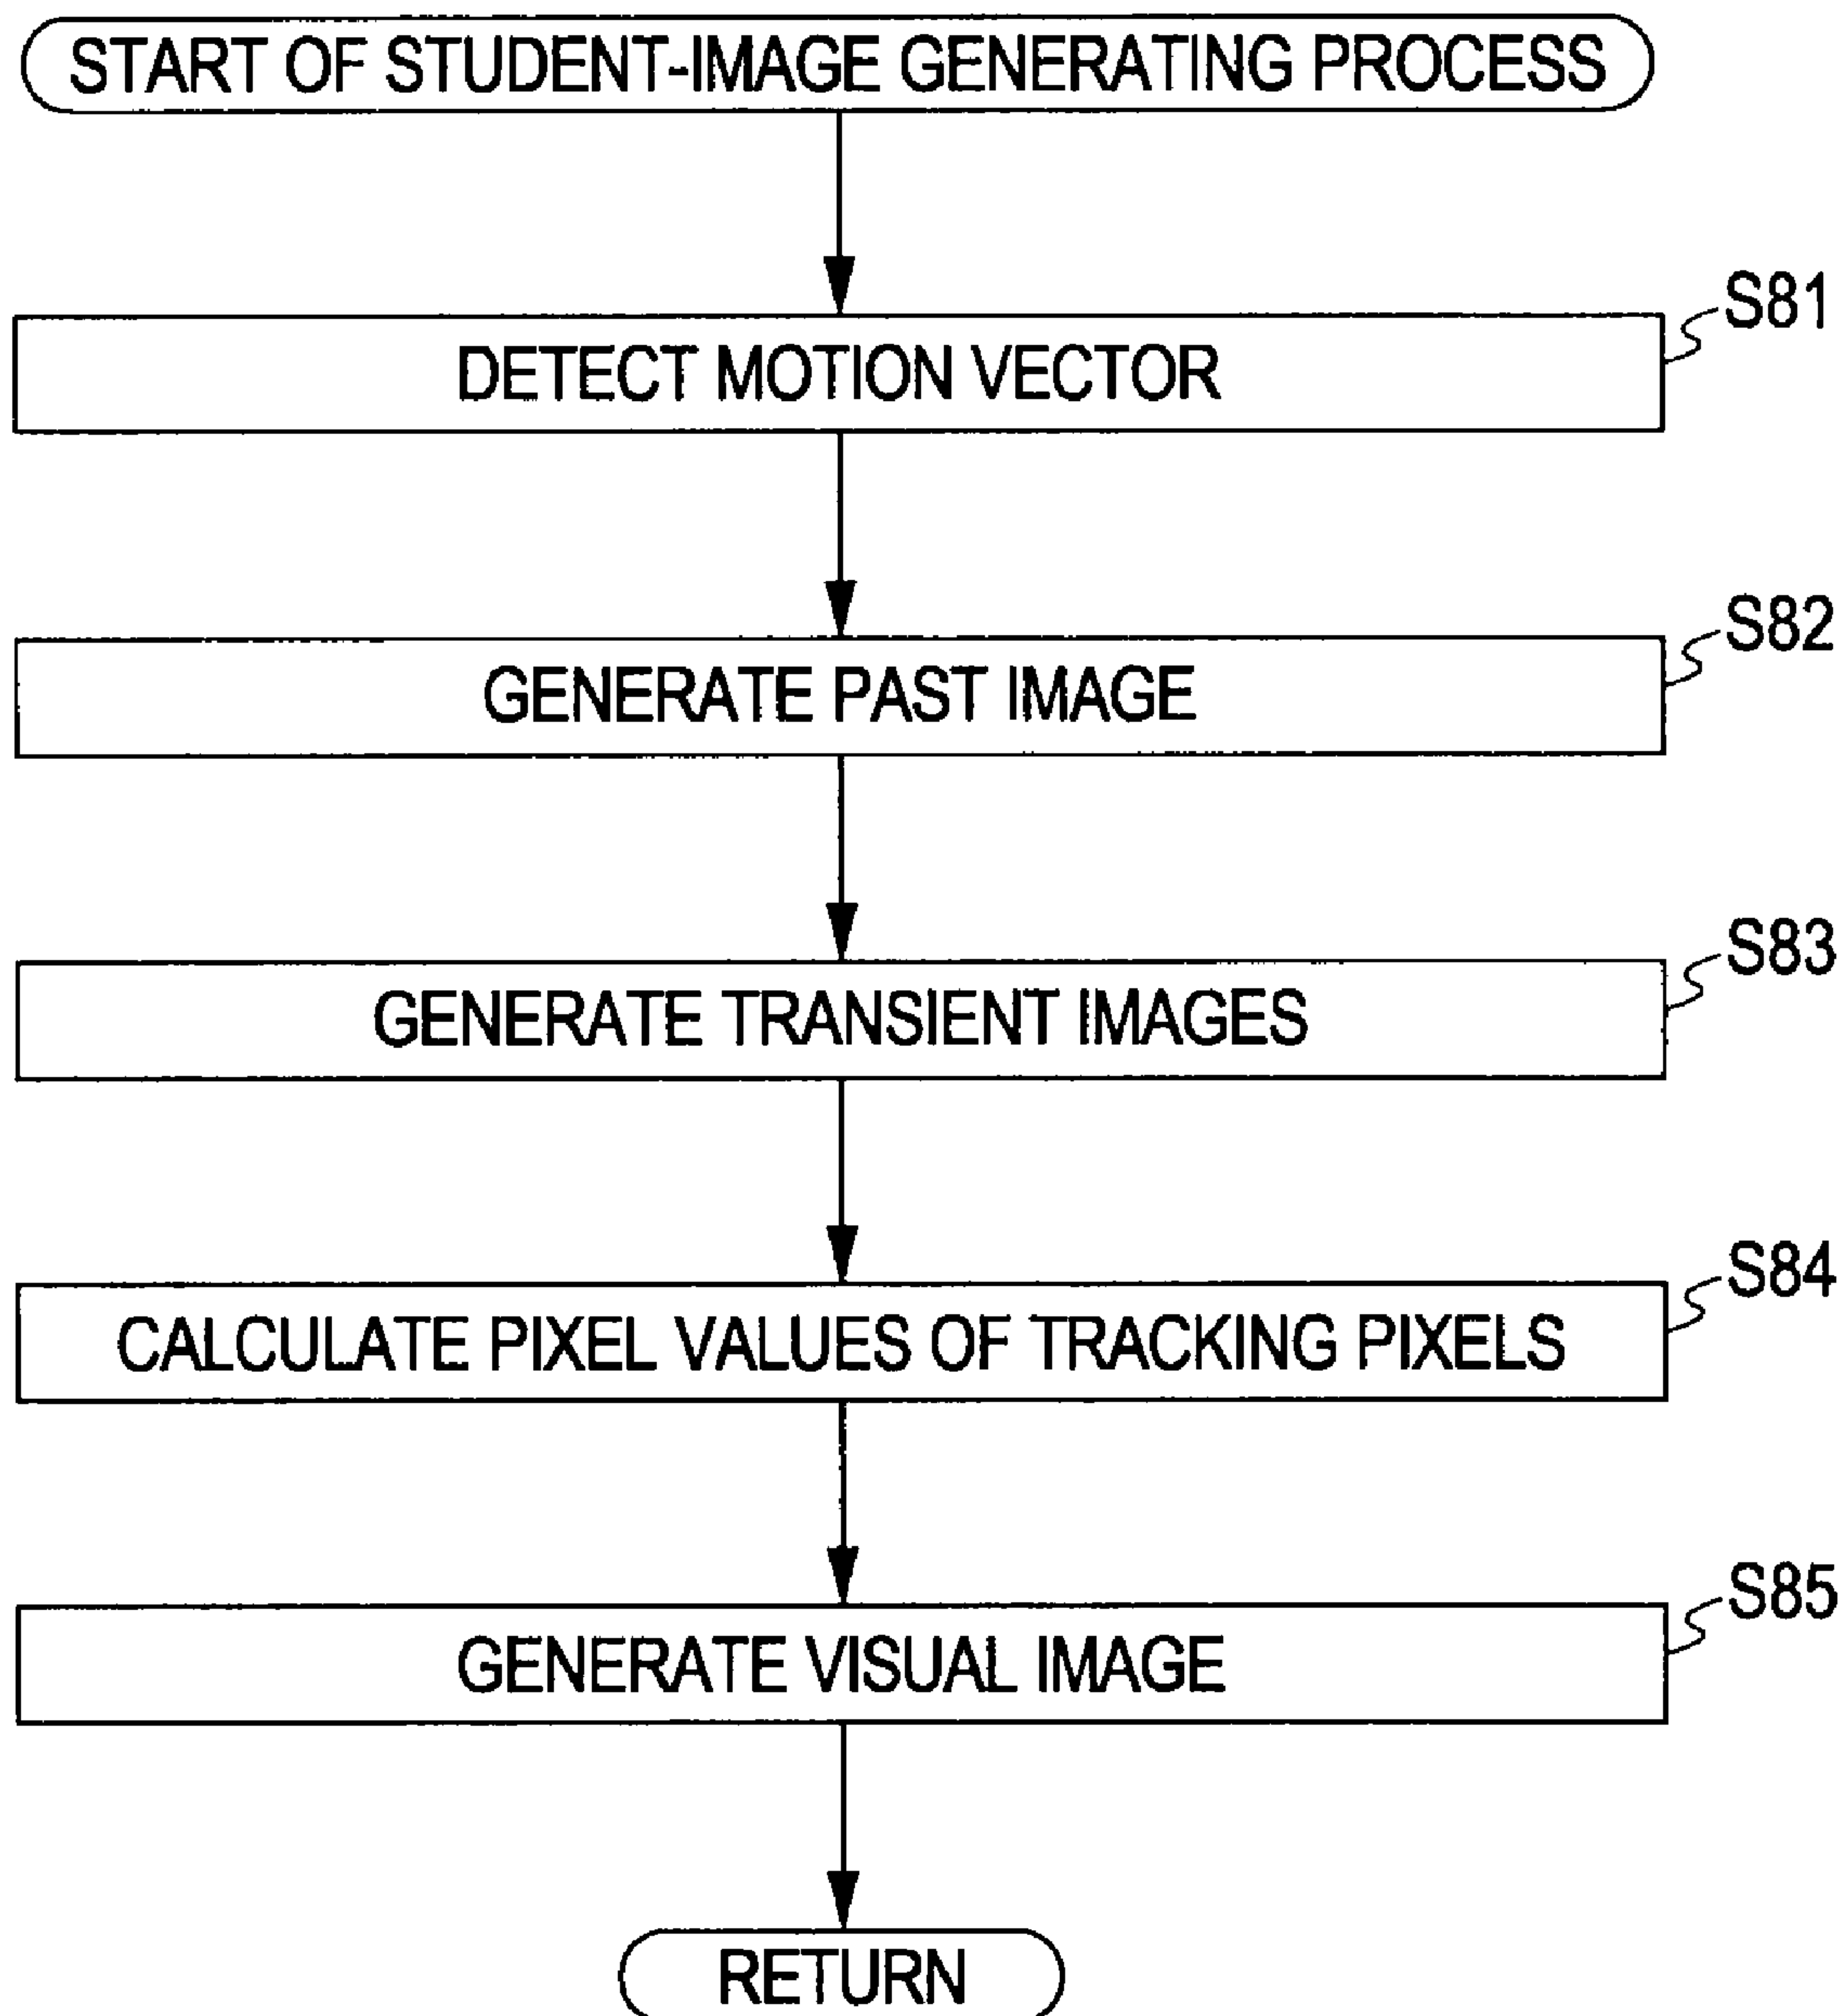 START OF STUDENT-IMAGE GENERATING PROCESS
S81
DETECT MOTION VECTOR
S82
GENERATE PAST IMAGE
S83
GENERATE TRANSIENT IMAGES
S84
CALCULATE PIXEL VALUES OF TRACKING PIXELS
S85
GENERATE VISUAL IMAGE
RETURN